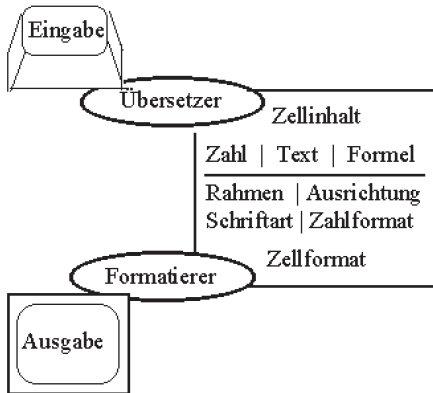 Eingabe
Übersetzer
Zellinhalt
Zahl | Text | Formel
Rahmen | Ausrichtung
Schriftart | Zahlformat
Zellformat
Formatierer
Ausgabe